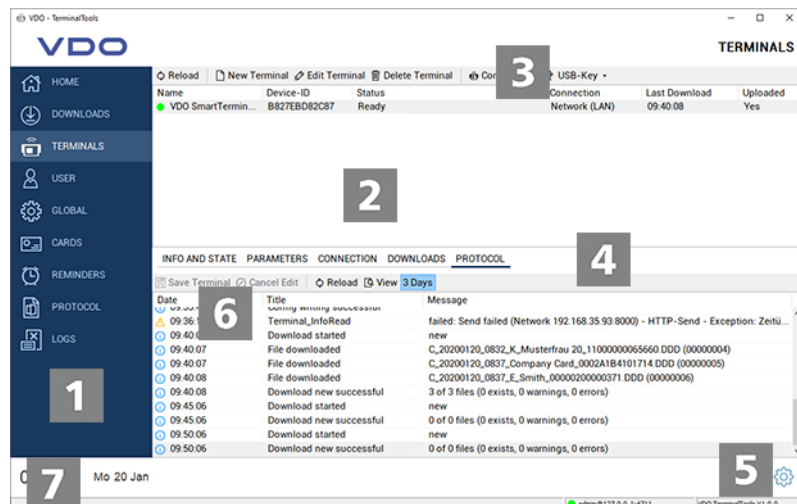 VDO - TerminalTools
VDO
TERMINALS
HOME
DOWNLOADS
TERMINALS
USER
GLOBAL
CARDS
REMINDERS
PROTOCOL
LOGS
Reload New Terminal Edit Terminal Delete Terminal USB-Key
3
Name Device-ID Status Connection Last Download Uploaded
VDO SmartTermin... B827EBD82C87 Ready Network (LAN) 09:40:08 Yes
2
4
INFO AND STATE PARAMETERS CONNECTION DOWNLOADS PROTOCOL
Save Terminal Cancel Edit Reload View 3 Days
6
Date Title Message
Config writing successful
Terminal_InfoRead failed: Send failed (Network 192.168.35.93:8000) - HTTP-Send - Exception: Zeitü...
Download started new
09:40:07 File downloaded C_20200120_0832_K_Musterfrau 20_11000000065660.DDD (00000004)
09:40:07 File downloaded C_20200120_0837_Company Card_0002A1B4101714.DDD (00000005)
09:40:08 File downloaded C_20200120_0837_E_Smith_00000200000371.DDD (00000006)
09:40:08 Download new successful 3 of 3 files (0 exists, 0 warnings, 0 errors)
09:45:06 Download started new
09:45:06 Download new successful 0 of 0 files (0 exists, 0 warnings, 0 errors)
09:50:06 Download started new
09:50:06 Download new successful 0 of 0 files (0 exists, 0 warnings, 0 errors)
1
5
7
Mo 20 Jan